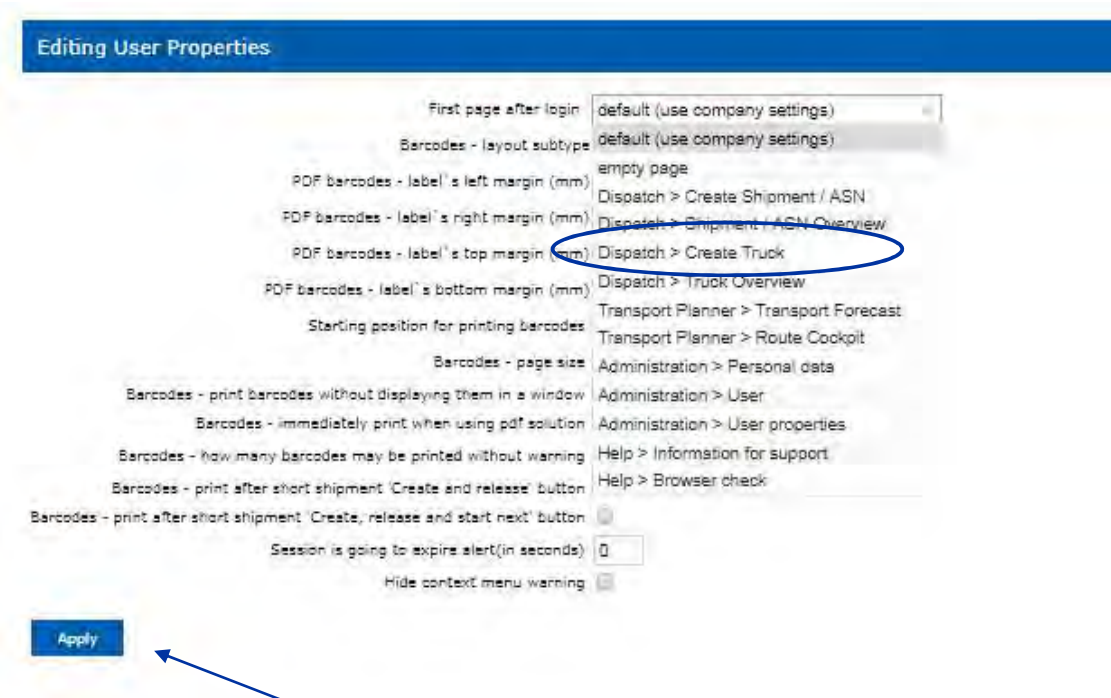 Editing User Properties
First page after login default (use company settings)
Barcodes - layout subtype default (use company settings)
PDF barcodes - label`s left margin (mm) empty page
Dispatch > Create Shipment / ASN
PDF barcodes - label`s right margin (mm) Dispatch > Shipment / ASN Overview
PDF barcodes - label`s top margin (mm) Dispatch > Create Truck
PDF barcodes - label`s bottom margin (mm) Dispatch > Truck Overview
Transport Planner > Transport Forecast
Starting position for printing barcodes
Transport Planner > Route Cockpit
Barcodes - page size Administration > Personal data
Barcodes - print barcodes without displaying them in a window Administration > User
Barcodes - immediately print when using pdf solution Administration > User properties
Barcodes - how many barcodes may be printed without warning Help > Information for support
Barcodes - print after short shipment 'Create and release' button Help > Browser check
Barcodes - print after short shipment 'Create, release and start next' button
Session is going to expire alert(in seconds) 0
Hide context menu warning
Apply